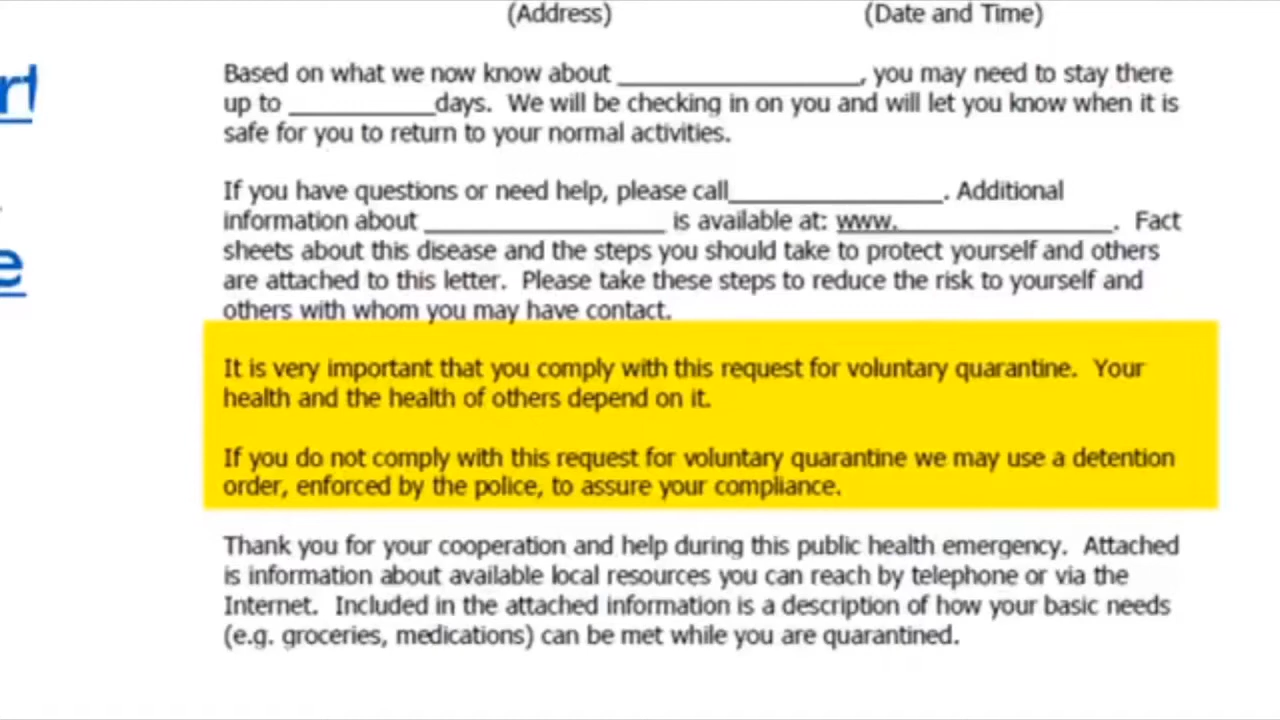 (Address) (Date and Time)
Based on what we now know about ____________________, you may need to stay there
up to ____________days.  We will be checking in on you and will let you know when it is
safe for you to return to your normal activities.
If you have questions or need help, please call__________________. Additional
information about ____________________ is available at: www.__________________.  Fact
sheets about this disease and the steps you should take to protect yourself and others
are attached to this letter.  Please take these steps to reduce the risk to yourself and
others with whom you may have contact.
It is very important that you comply with this request for voluntary quarantine.  Your
health and the health of others depend on it.
If you do not comply with this request for voluntary quarantine we may use a detention
order, enforced by the police, to assure your compliance.
Thank you for your cooperation and help during this public health emergency.  Attached
is information about available local resources you can reach by telephone or via the
Internet.  Included in the attached information is a description of how your basic needs
(e.g. groceries, medications) can be met while you are quarantined.